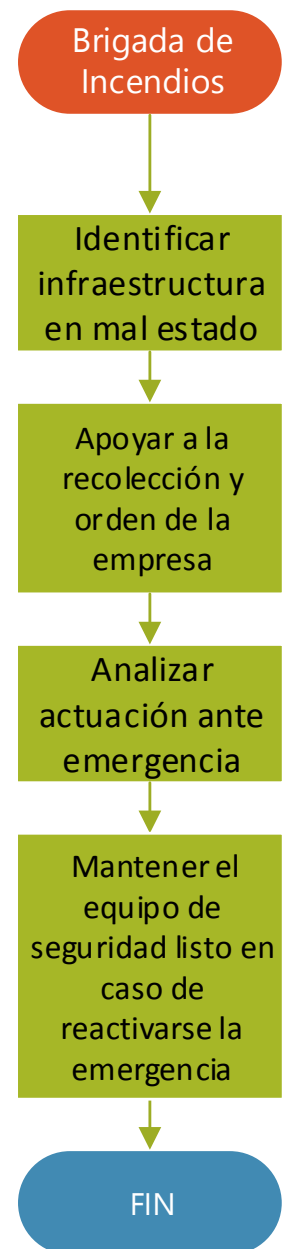 Brigada de
Incendios
Identificar
infraestructura
en mal estado
Apoyar a la
recolección y
orden de la
empresa
Analizar
actuación ante
emergencia
Mantener el
equipo de
seguridad listo en
caso de
reactivarse la
emergencia
FIN